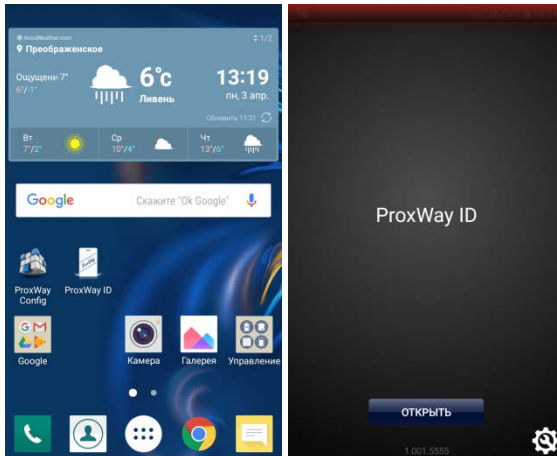 AccuWeather.com
1/2
Преображенское
Ощущени 7°
6°/-1°
6°c
Ливень
13:19
пн, 3 апр.
Обновить 11:31
Вт
7°/2°
Ср
10°/4°
Чт
13°/6°
Google
Скажите "Ok Google"
ProxWay
Config
ProxWay ID
Google
Камера
Галерея
Управление
ProxWay ID
ОТКРЫТЬ
1.001.5555